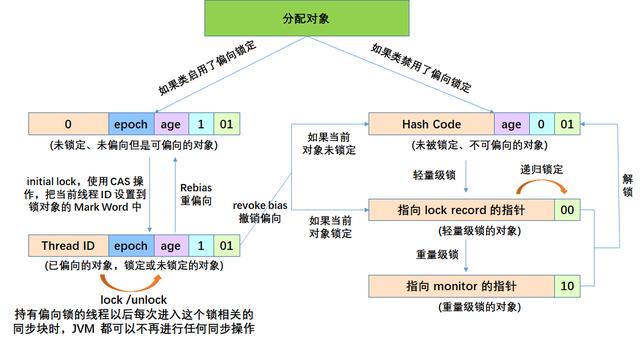 分配对象
如果类启用了偏向锁定
如果类禁用了偏向锁定
0 epoch age 1 01
(未锁定、未偏向但是可偏向的对象)
initial lock，使用CAS 操
作，把当前线程 ID 设置到
锁对象的 Mark Word 中
Rebias
重偏向
Thread ID epoch age 1 01
(已偏向的对象，锁定或未锁定的对象)
lock /unlock
持有偏向锁的线程以后每次进入这个锁相关的
同步块时，JVM 都可以不再进行任何同步操作
revoke bias
撤销偏向
如果当前
对象未锁定
如果当前
对象锁定
Hash Code age 0 01
(未被锁定、不可偏向的对象)
轻量级锁
递归锁定
指向 lock record 的指针 00
(轻量级锁的对象)
重量级锁
指向 monitor 的指针 10
(重量级锁的对象)
解
锁